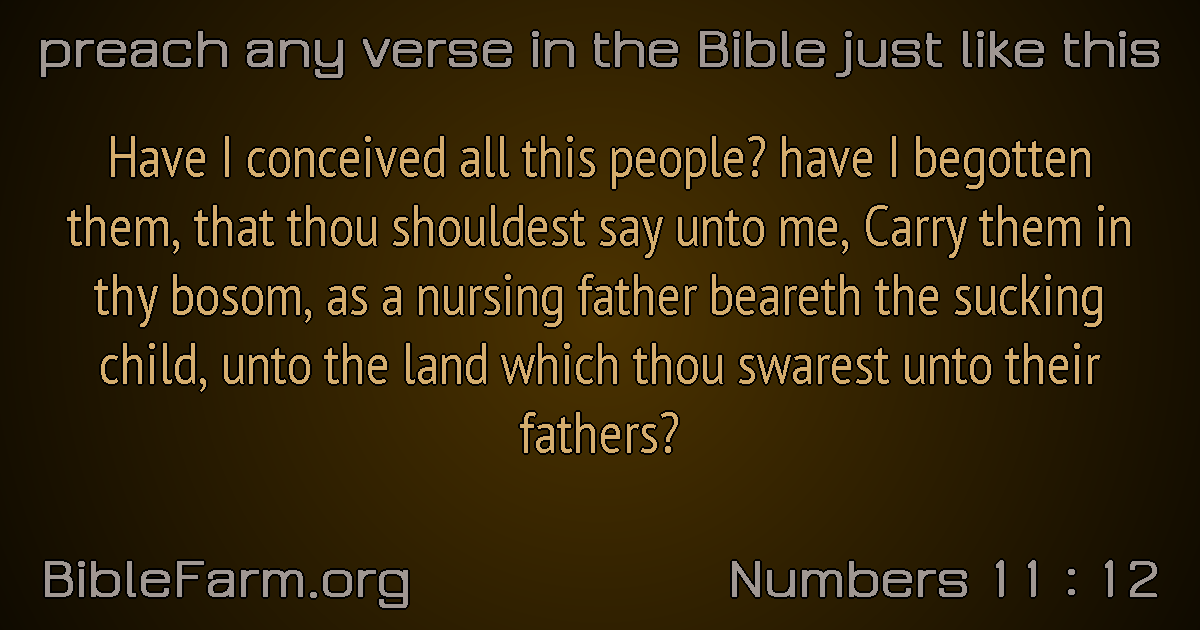 preach any verse in the Bible just like this
Have I conceived all this people? have I begotten
them, that thou shouldest say unto me, Carry them in
thy bosom, as a nursing father beareth the sucking
child, unto the land which thou swarest unto their
fathers?
BibleFarm.org
Numbers 11 : 12